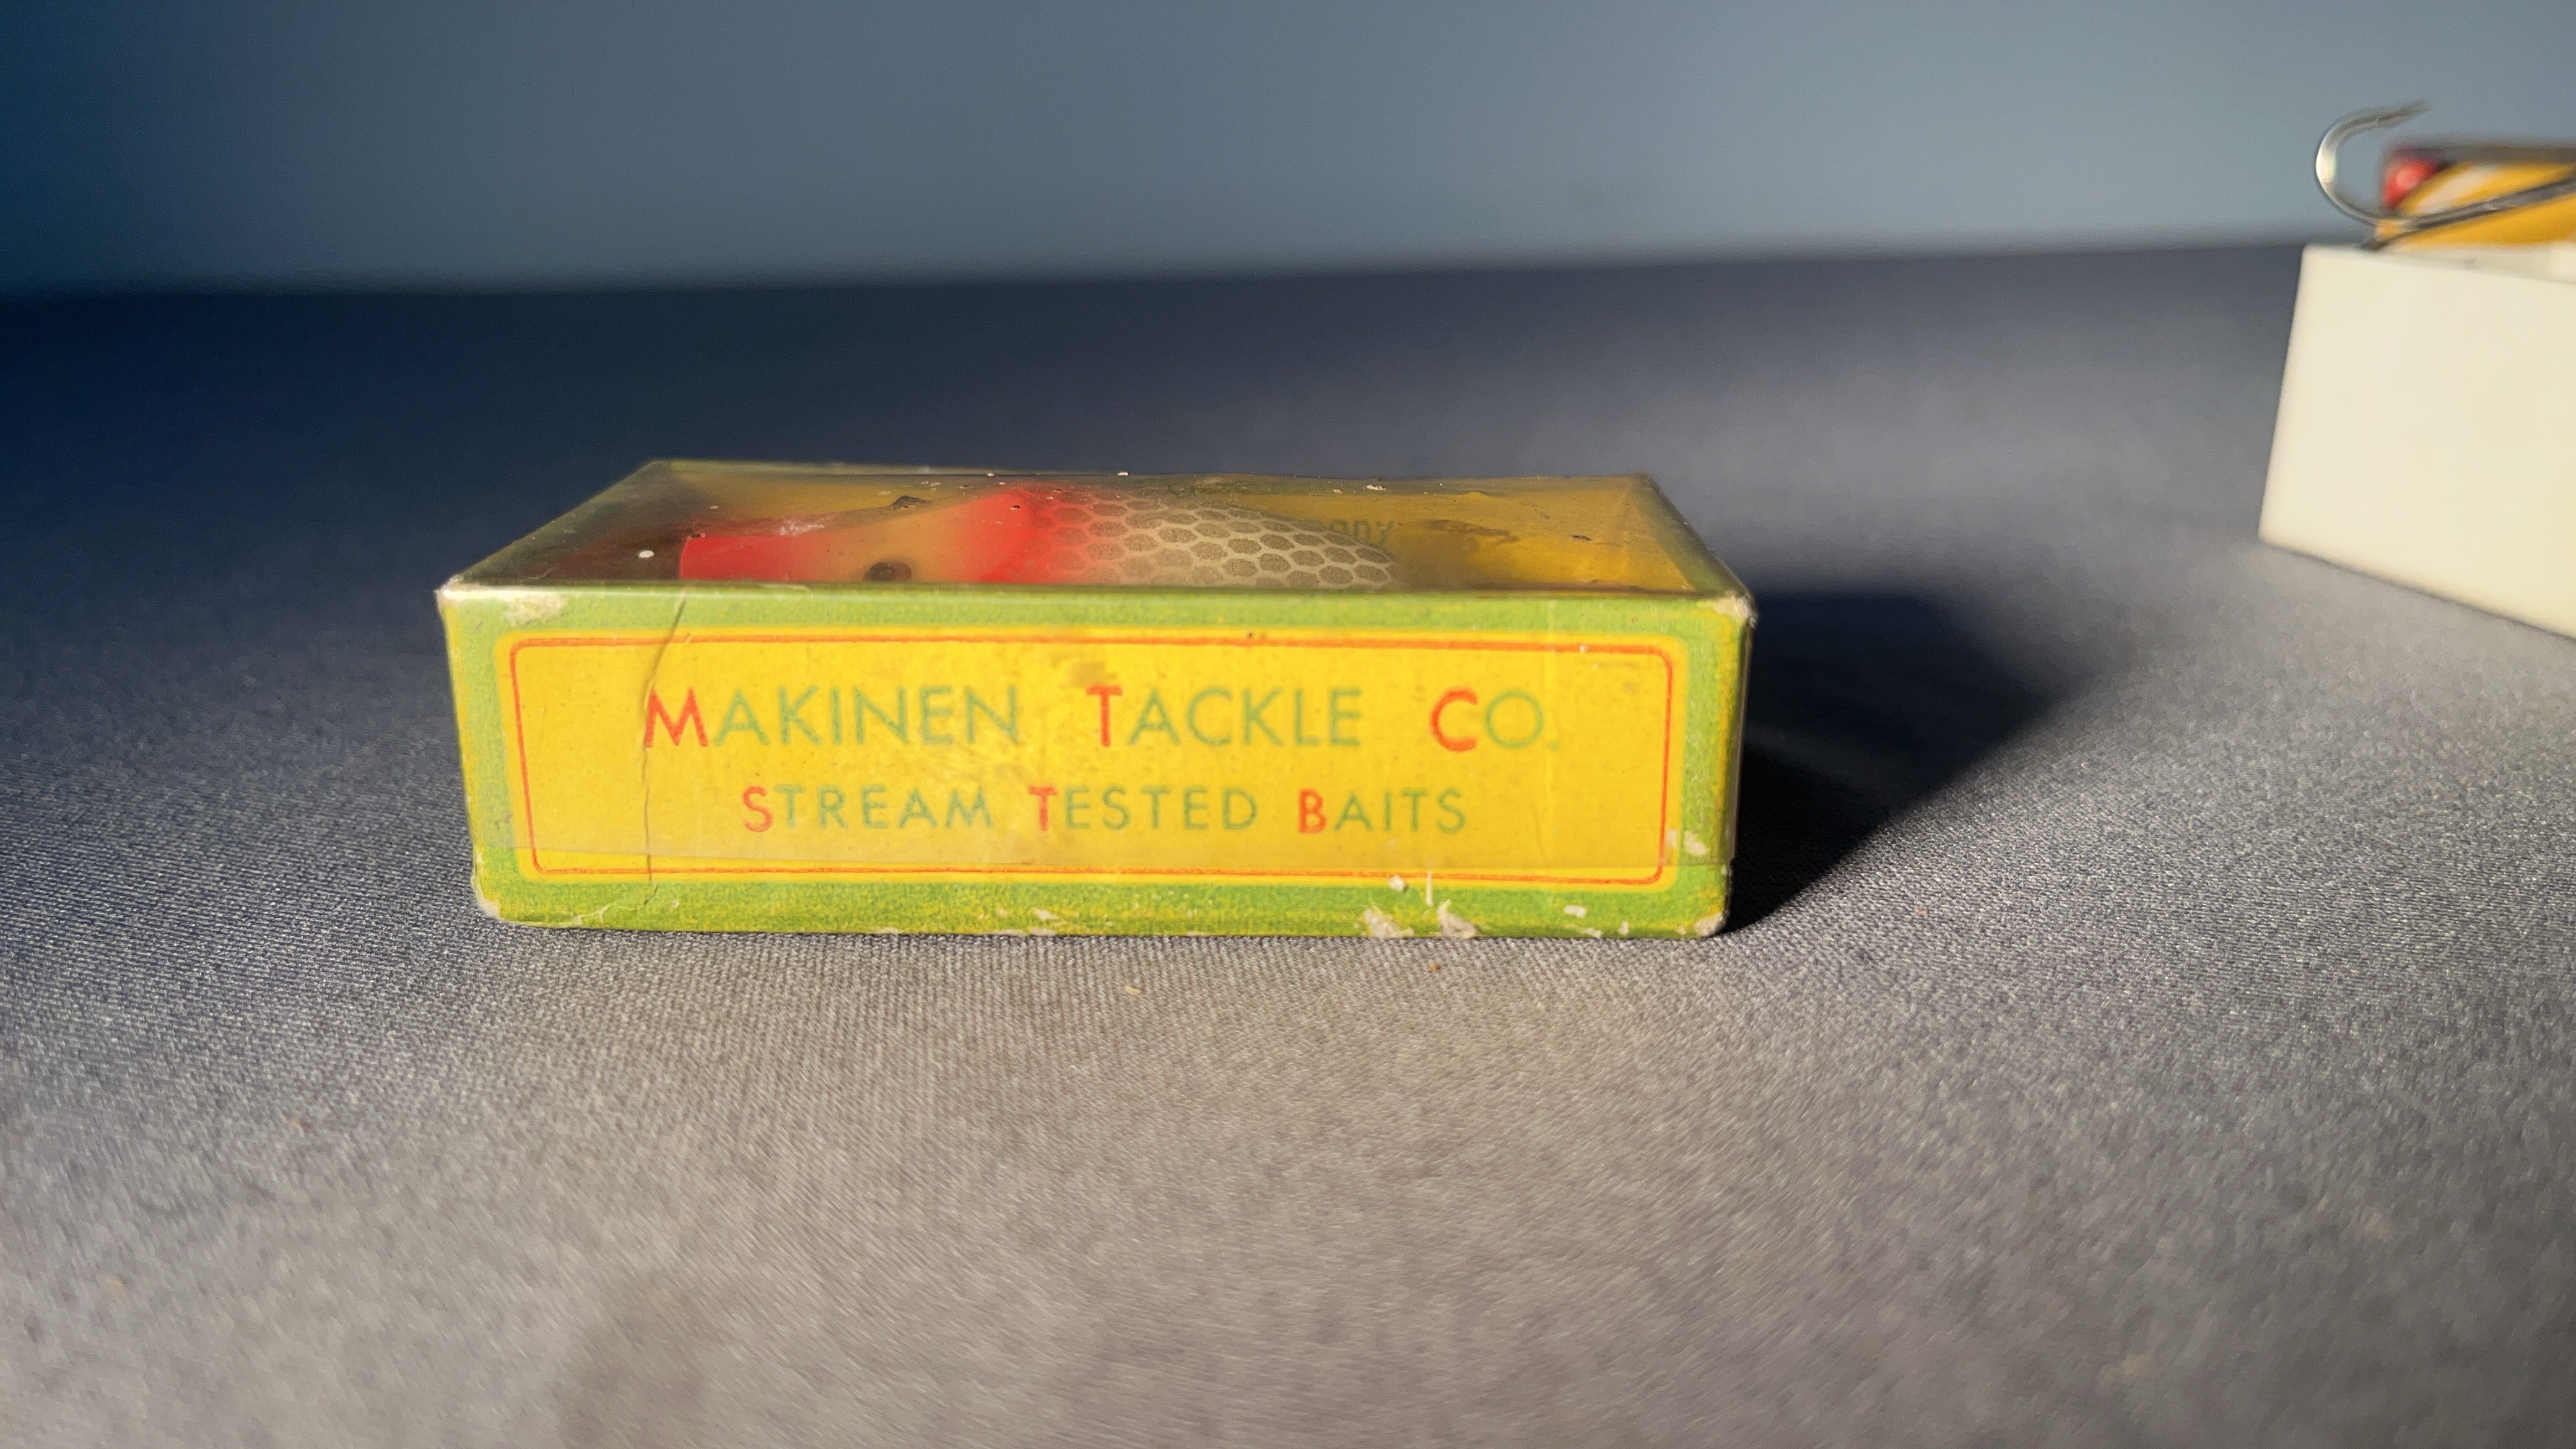 MAKINEN TACKLE CO.
STREAM TESTED BAITS